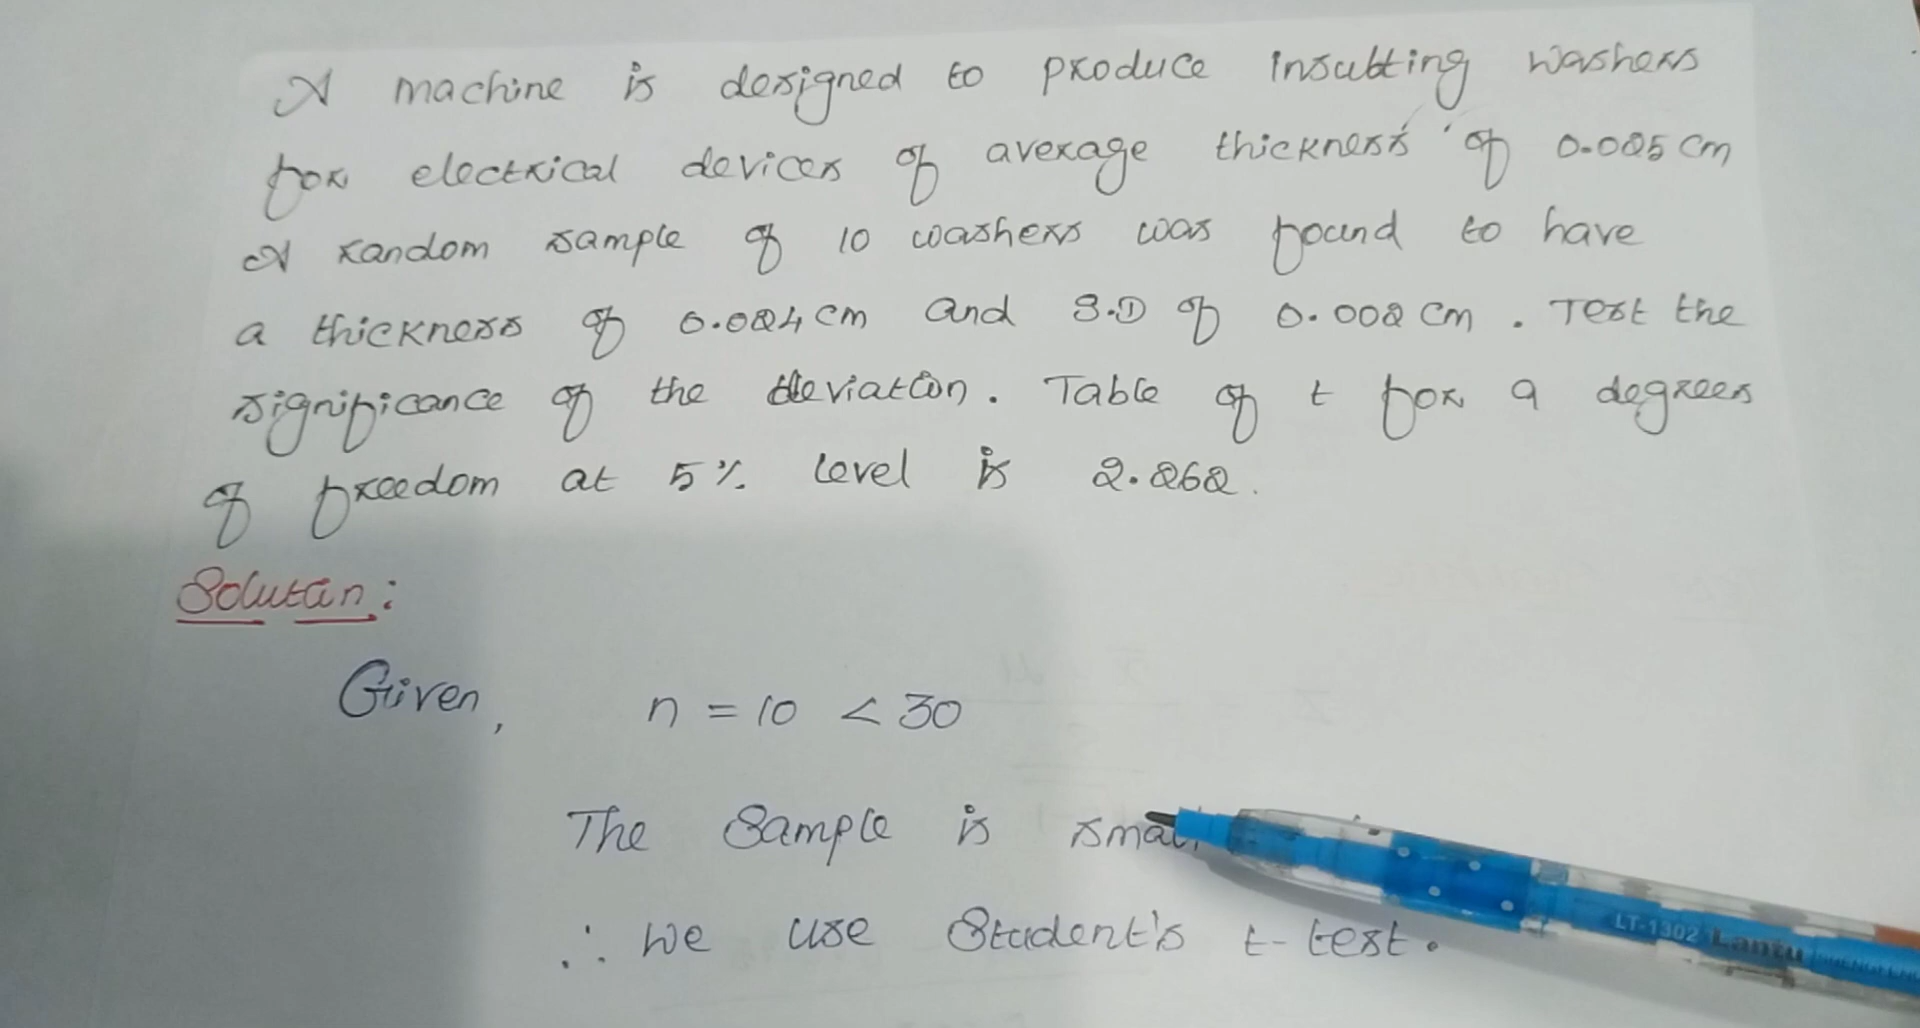 A machine is designed to produce insulting washers
for electrical devices of average thickness of 0.025 cm
A random sample of 10 washers was found to have
a thickness of 0.024 cm and S.D of 0.002 cm . Test the
significance of the deviation. Table of t for 9 degrees
of freedom at 5% level is 2.262.
Solution:
Given, n = 10 < 30
The Sample is small
∴ we use Student's t-test.
LT-1302 Lanzu